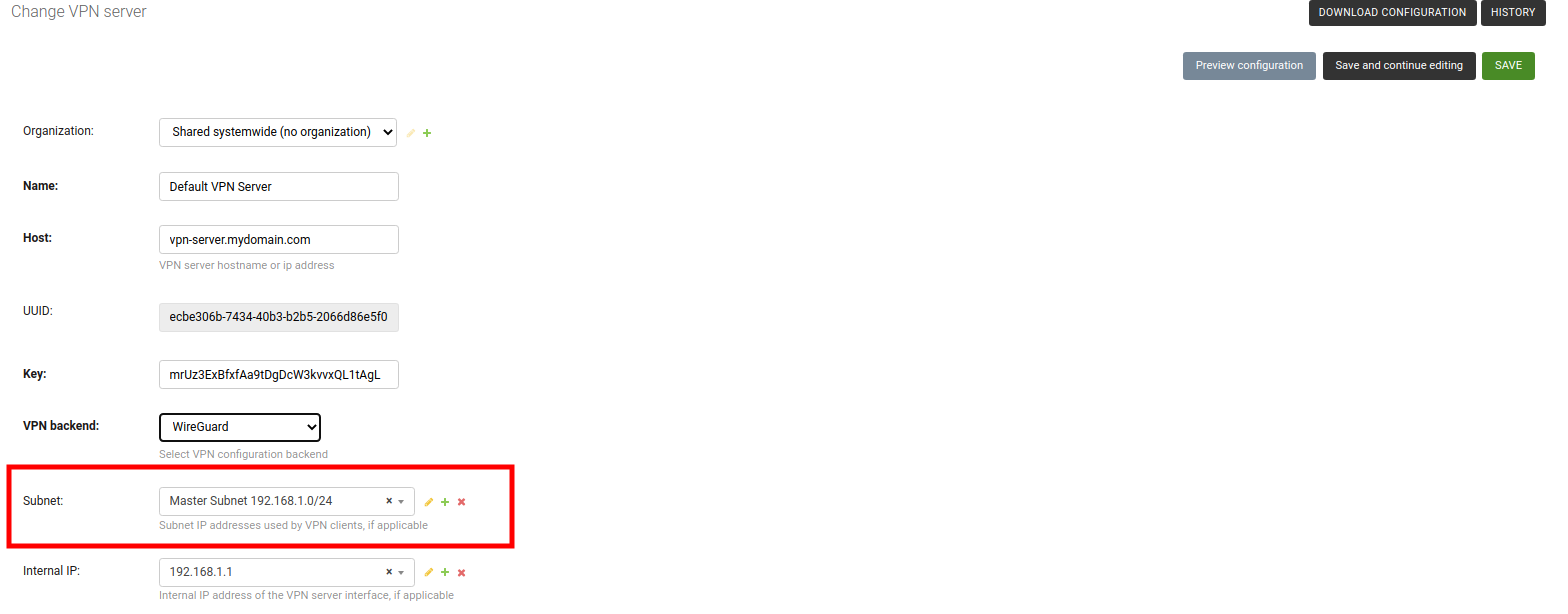 Change VPN server
DOWNLOAD CONFIGURATION HISTORY
Preview configuration Save and continue editing SAVE
Organization: Shared systemwide (no organization)
Name: Default VPN Server
Host: vpn-server.mydomain.com
VPN server hostname or ip address
UUID: ecbe306b-7434-40b3-b2b5-2066d86e5f0
Key: mrUz3ExBfxfAa9tDgDcW3kvvxQL1tAgL
VPN backend: WireGuard
Select VPN configuration backend
Subnet: Master Subnet 192.168.1.0/24
Subnet IP addresses used by VPN clients, if applicable
Internal IP: 192.168.1.1
Internal IP address of the VPN server interface, if applicable